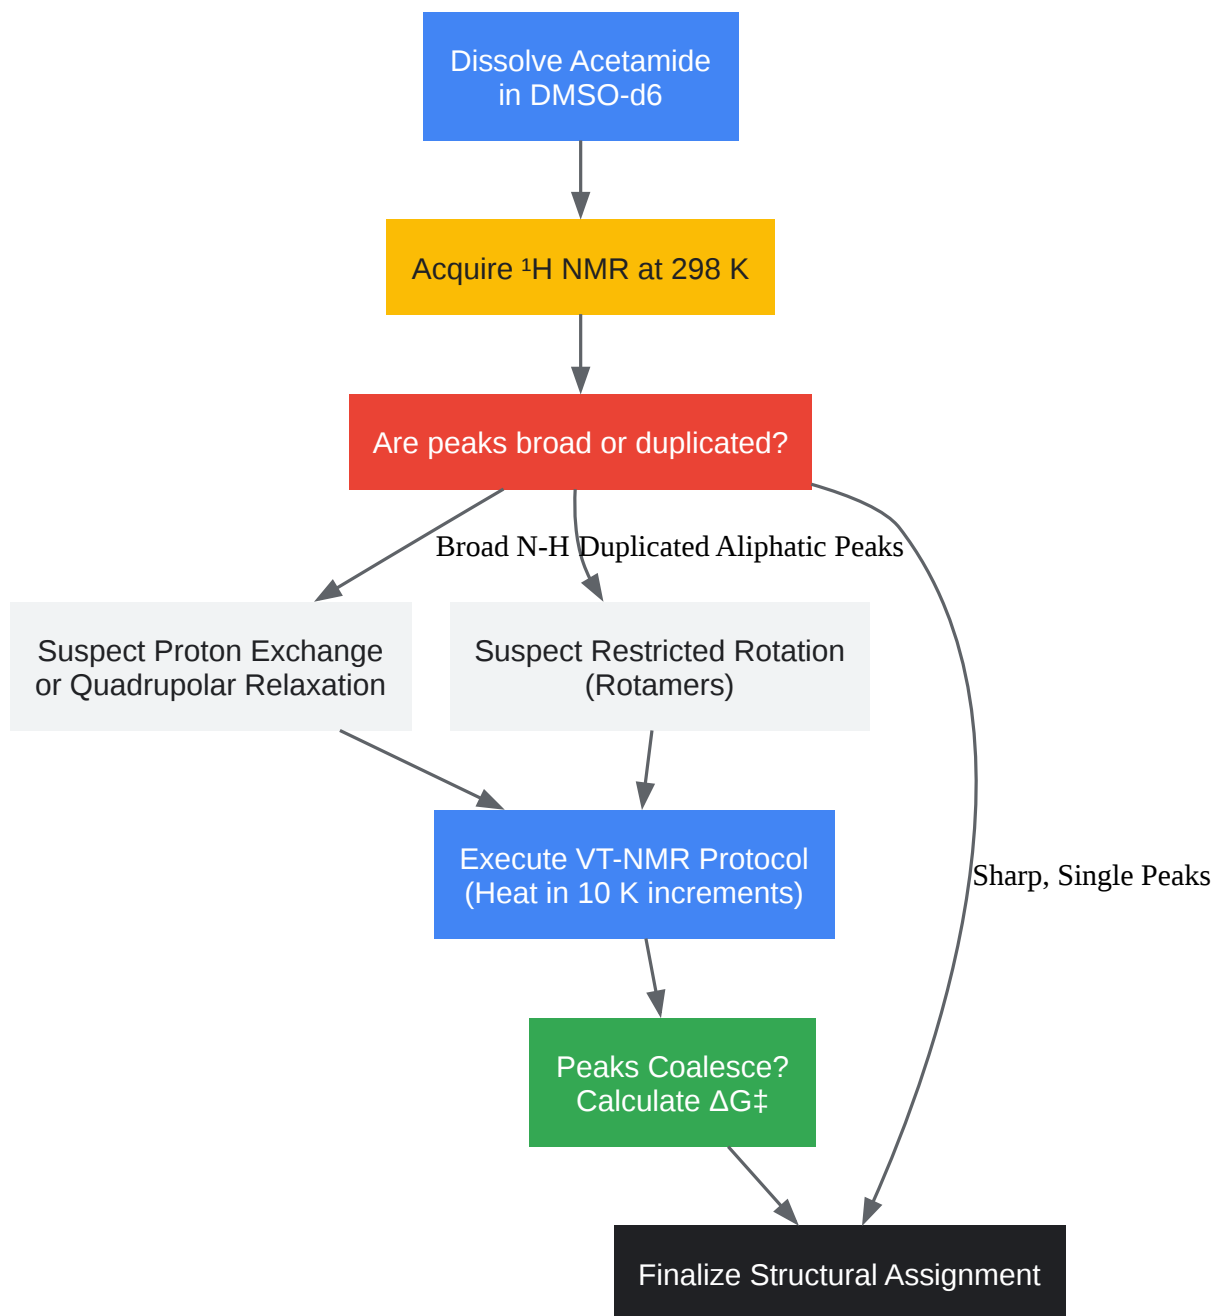 Dissolve Acetamide
in DMSO-d6
Acquire ¹H NMR at 298 K
Are peaks broad or duplicated?
Broad N-H
Duplicated Aliphatic Peaks
Suspect Proton Exchange
or Quadrupolar Relaxation
Suspect Restricted Rotation
(Rotamers)
Execute VT-NMR Protocol
(Heat in 10 K increments)
Sharp, Single Peaks
Peaks Coalesce?
Calculate ΔG‡
Finalize Structural Assignment